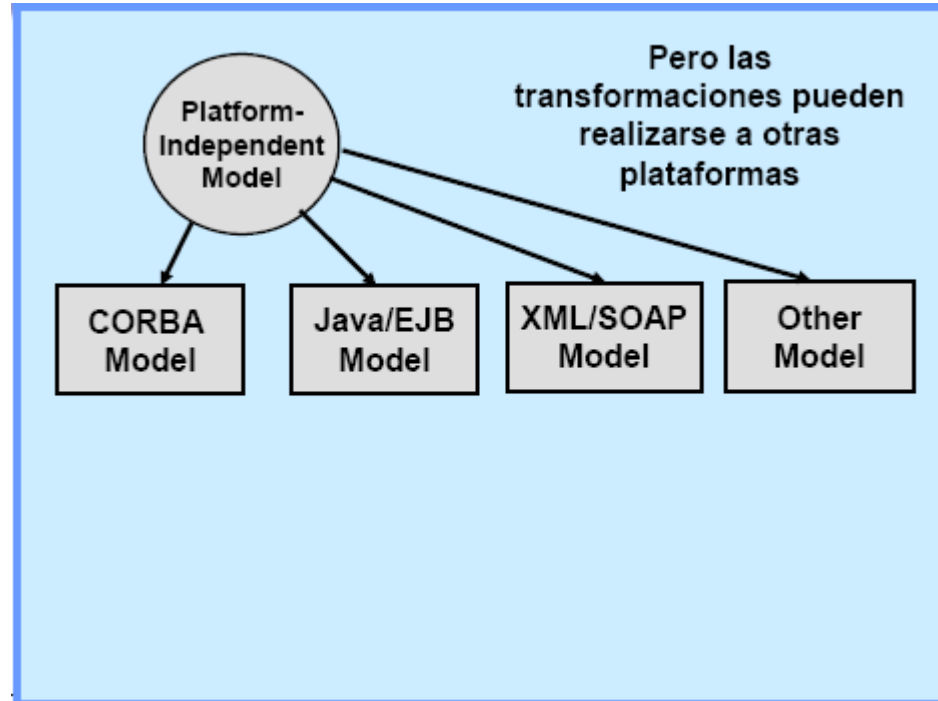 Pero las
transformaciones pueden
realizarse a otras
plataformas
Platform-
Independent
Model
CORBA
Model
Java/EJB
Model
XML/SOAP
Model
Other
Model